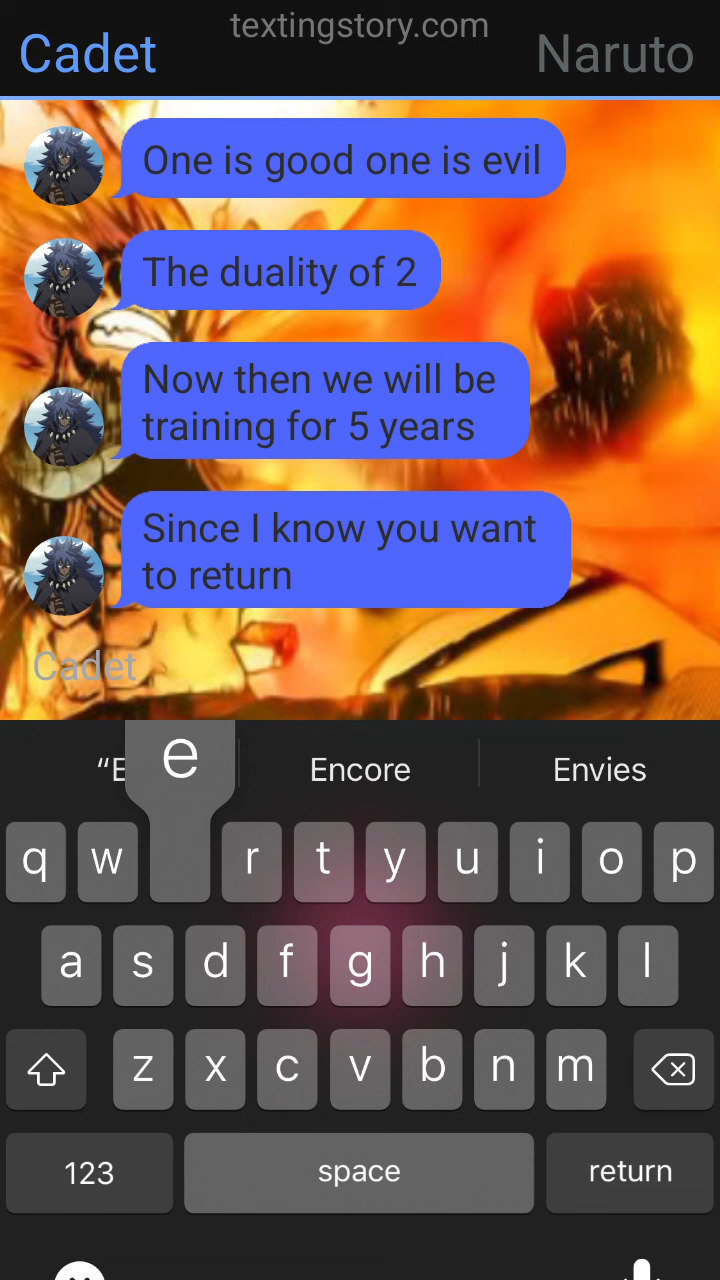 textingstory.com
Cadet
Naruto
One is good one is evil
The duality of 2
Now then we will be
training for 5 years
Since I know you want
to return
Cadet
“E
e
Encore
Envies
q w r t y u i o p
a s d f g h j k l
z x c v b n m
123 space return